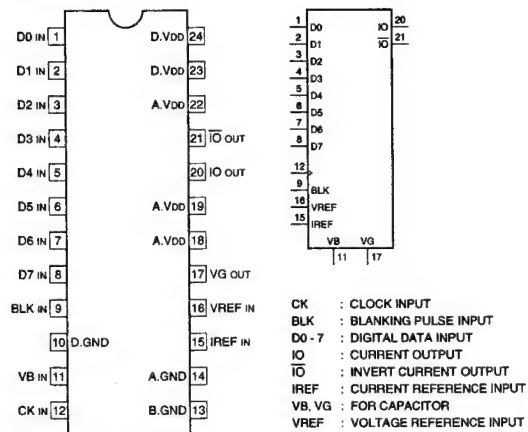 D0 IN 1
D1 IN 2
D2 IN 3
D3 IN 4
D4 IN 5
D5 IN 6
D6 IN 7
D7 IN 8
BLK IN 9
10 D.GND
VB IN 11
CK IN 12
D.VDD 24
D.VDD 23
A.VDD 22
21 IO OUT
20 IO OUT
A.VDD 19
A.VDD 18
17 VG OUT
16 VREF IN
15 IREF IN
A.GND 14
B.GND 13
1 D0 IO 20
2 D1 IO 21
3 D2
4 D3
5 D4
6 D5
7 D6
8 D7
12
9 BLK
16 VREF
15 IREF
VB VG
11 17
CK : CLOCK INPUT
BLK : BLANKING PULSE INPUT
D0 - 7 : DIGITAL DATA INPUT
IO : CURRENT OUTPUT
IO : INVERT CURRENT OUTPUT
IREF : CURRENT REFERENCE INPUT
VB, VG : FOR CAPACITOR
VREF : VOLTAGE REFERENCE INPUT